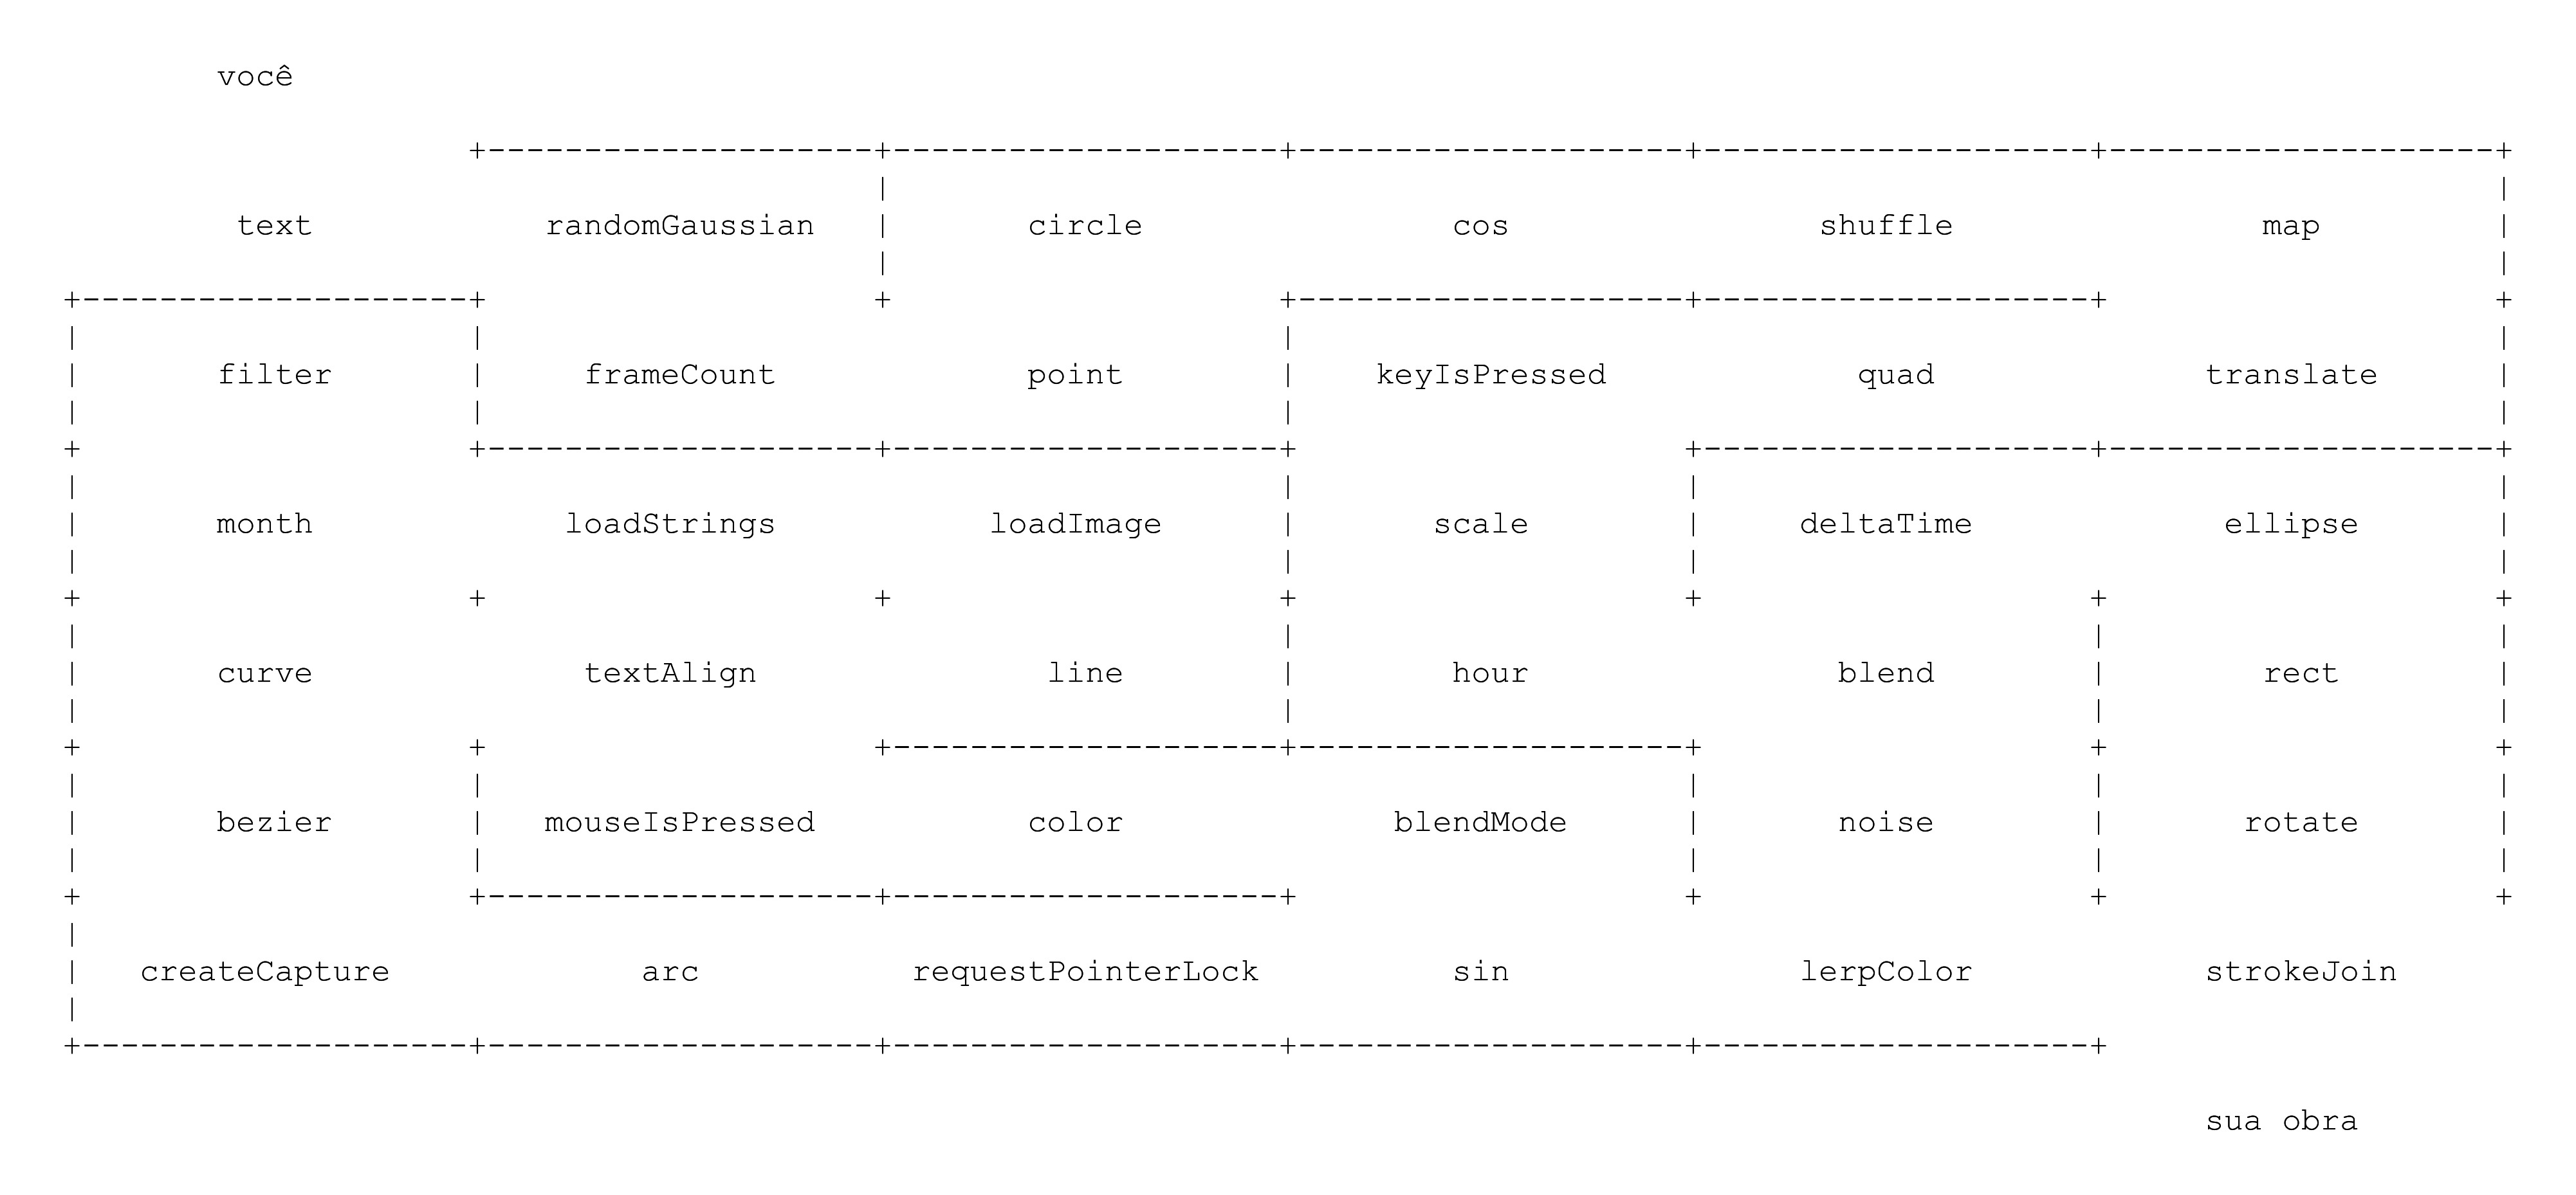 você
text randomGaussian circle cos shuffle map
filter frameCount point keyIsPressed quad translate
month loadStrings loadImage scale deltaTime ellipse
curve textAlign line hour blend rect
bezier mouseIsPressed color blendMode noise rotate
createCapture arc requestPointerLock sin lerpColor strokeJoin
sua obra